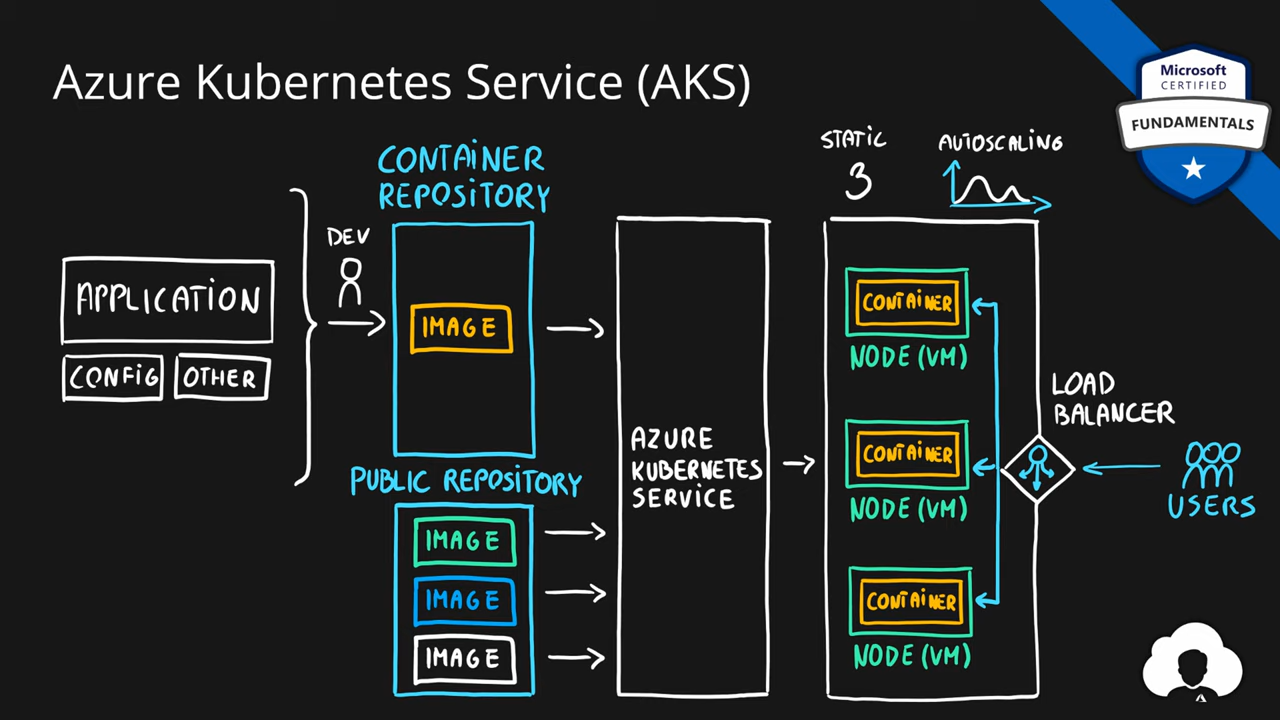 Azure Kubernetes Service (AKS)
Microsoft
CERTIFIED
FUNDAMENTALS
APPLICATION
CONFIG
OTHER
DEV
CONTAINER
REPOSITORY
IMAGE
PUBLIC REPOSITORY
IMAGE
IMAGE
IMAGE
AZURE
KUBERNETES
SERVICE
STATIC
3
AUTOSCALING
CONTAINER
NODE (VM)
CONTAINER
NODE (VM)
CONTAINER
NODE (VM)
LOAD
BALANCER
USERS